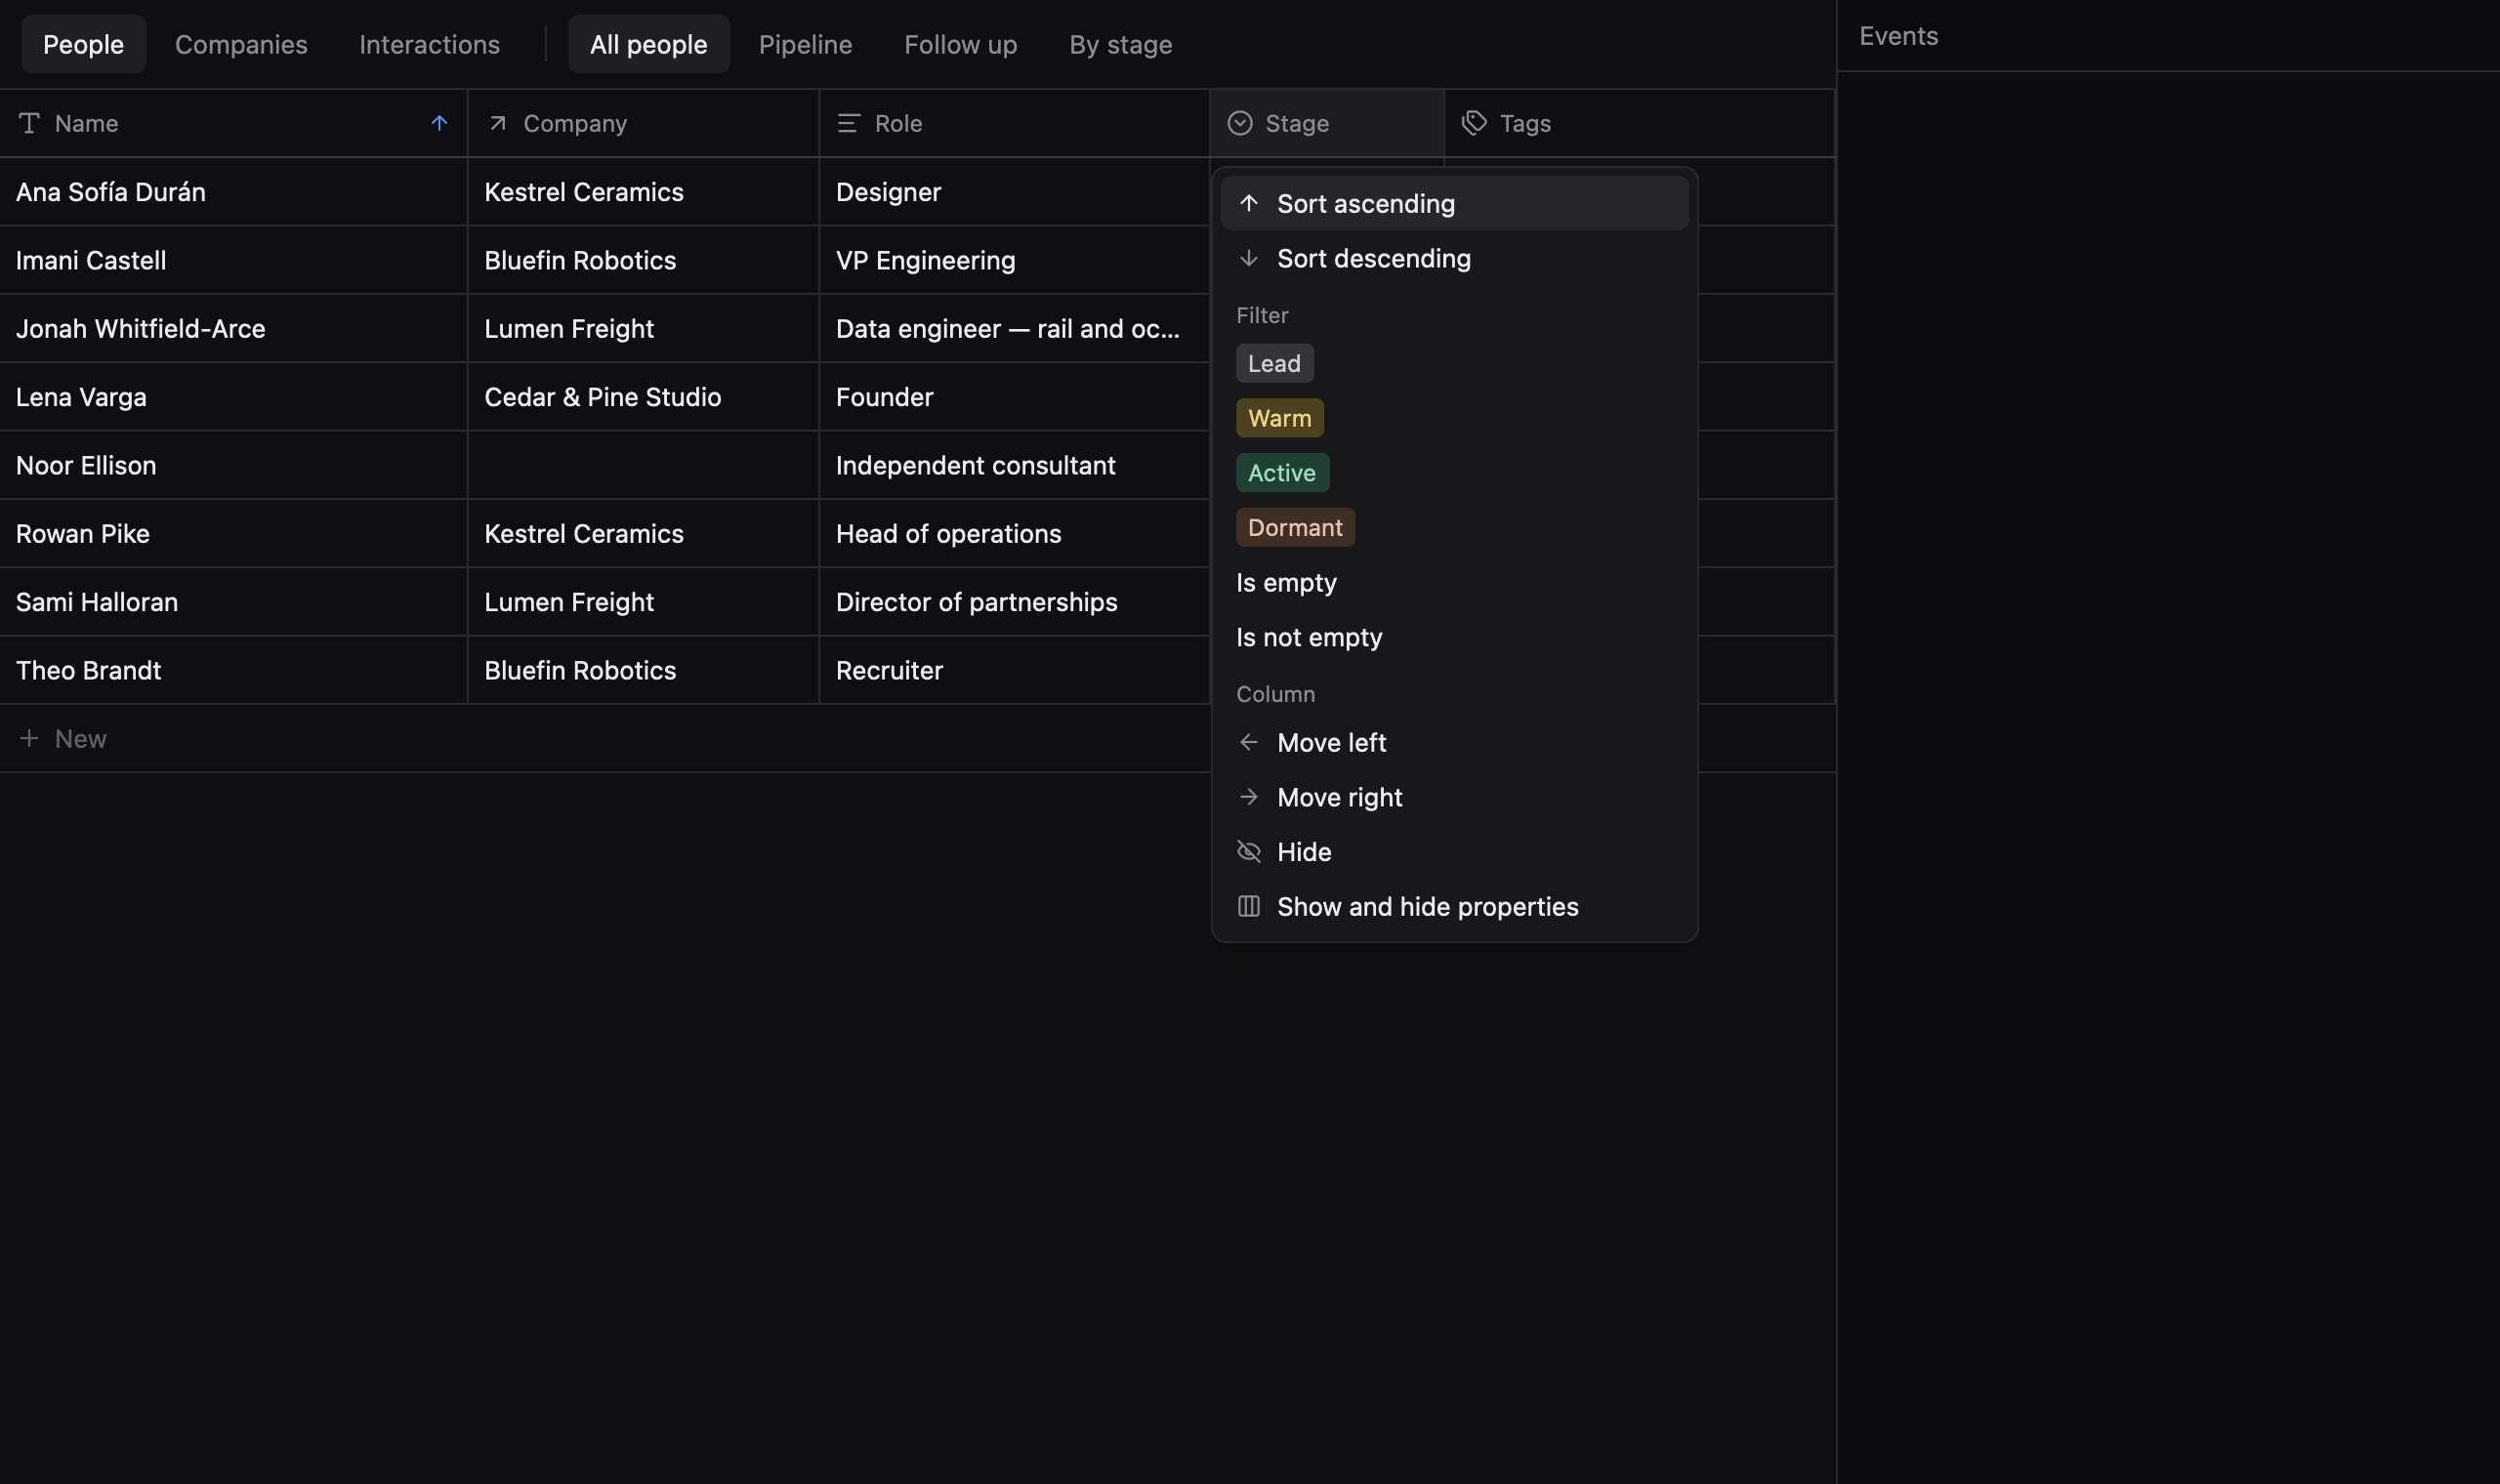 People Companies Interactions All people Pipeline Follow up By stage
Events
Name Company Role Stage Tags
Ana Sofía Durán Kestrel Ceramics Designer
Imani Castell Bluefin Robotics VP Engineering
Jonah Whitfield-Arce Lumen Freight Data engineer — rail and oc...
Lena Varga Cedar & Pine Studio Founder
Noor Ellison Independent consultant
Rowan Pike Kestrel Ceramics Head of operations
Sami Halloran Lumen Freight Director of partnerships
Theo Brandt Bluefin Robotics Recruiter
New
Sort ascending
Sort descending
Filter
Lead
Warm
Active
Dormant
Is empty
Is not empty
Column
Move left
Move right
Hide
Show and hide properties